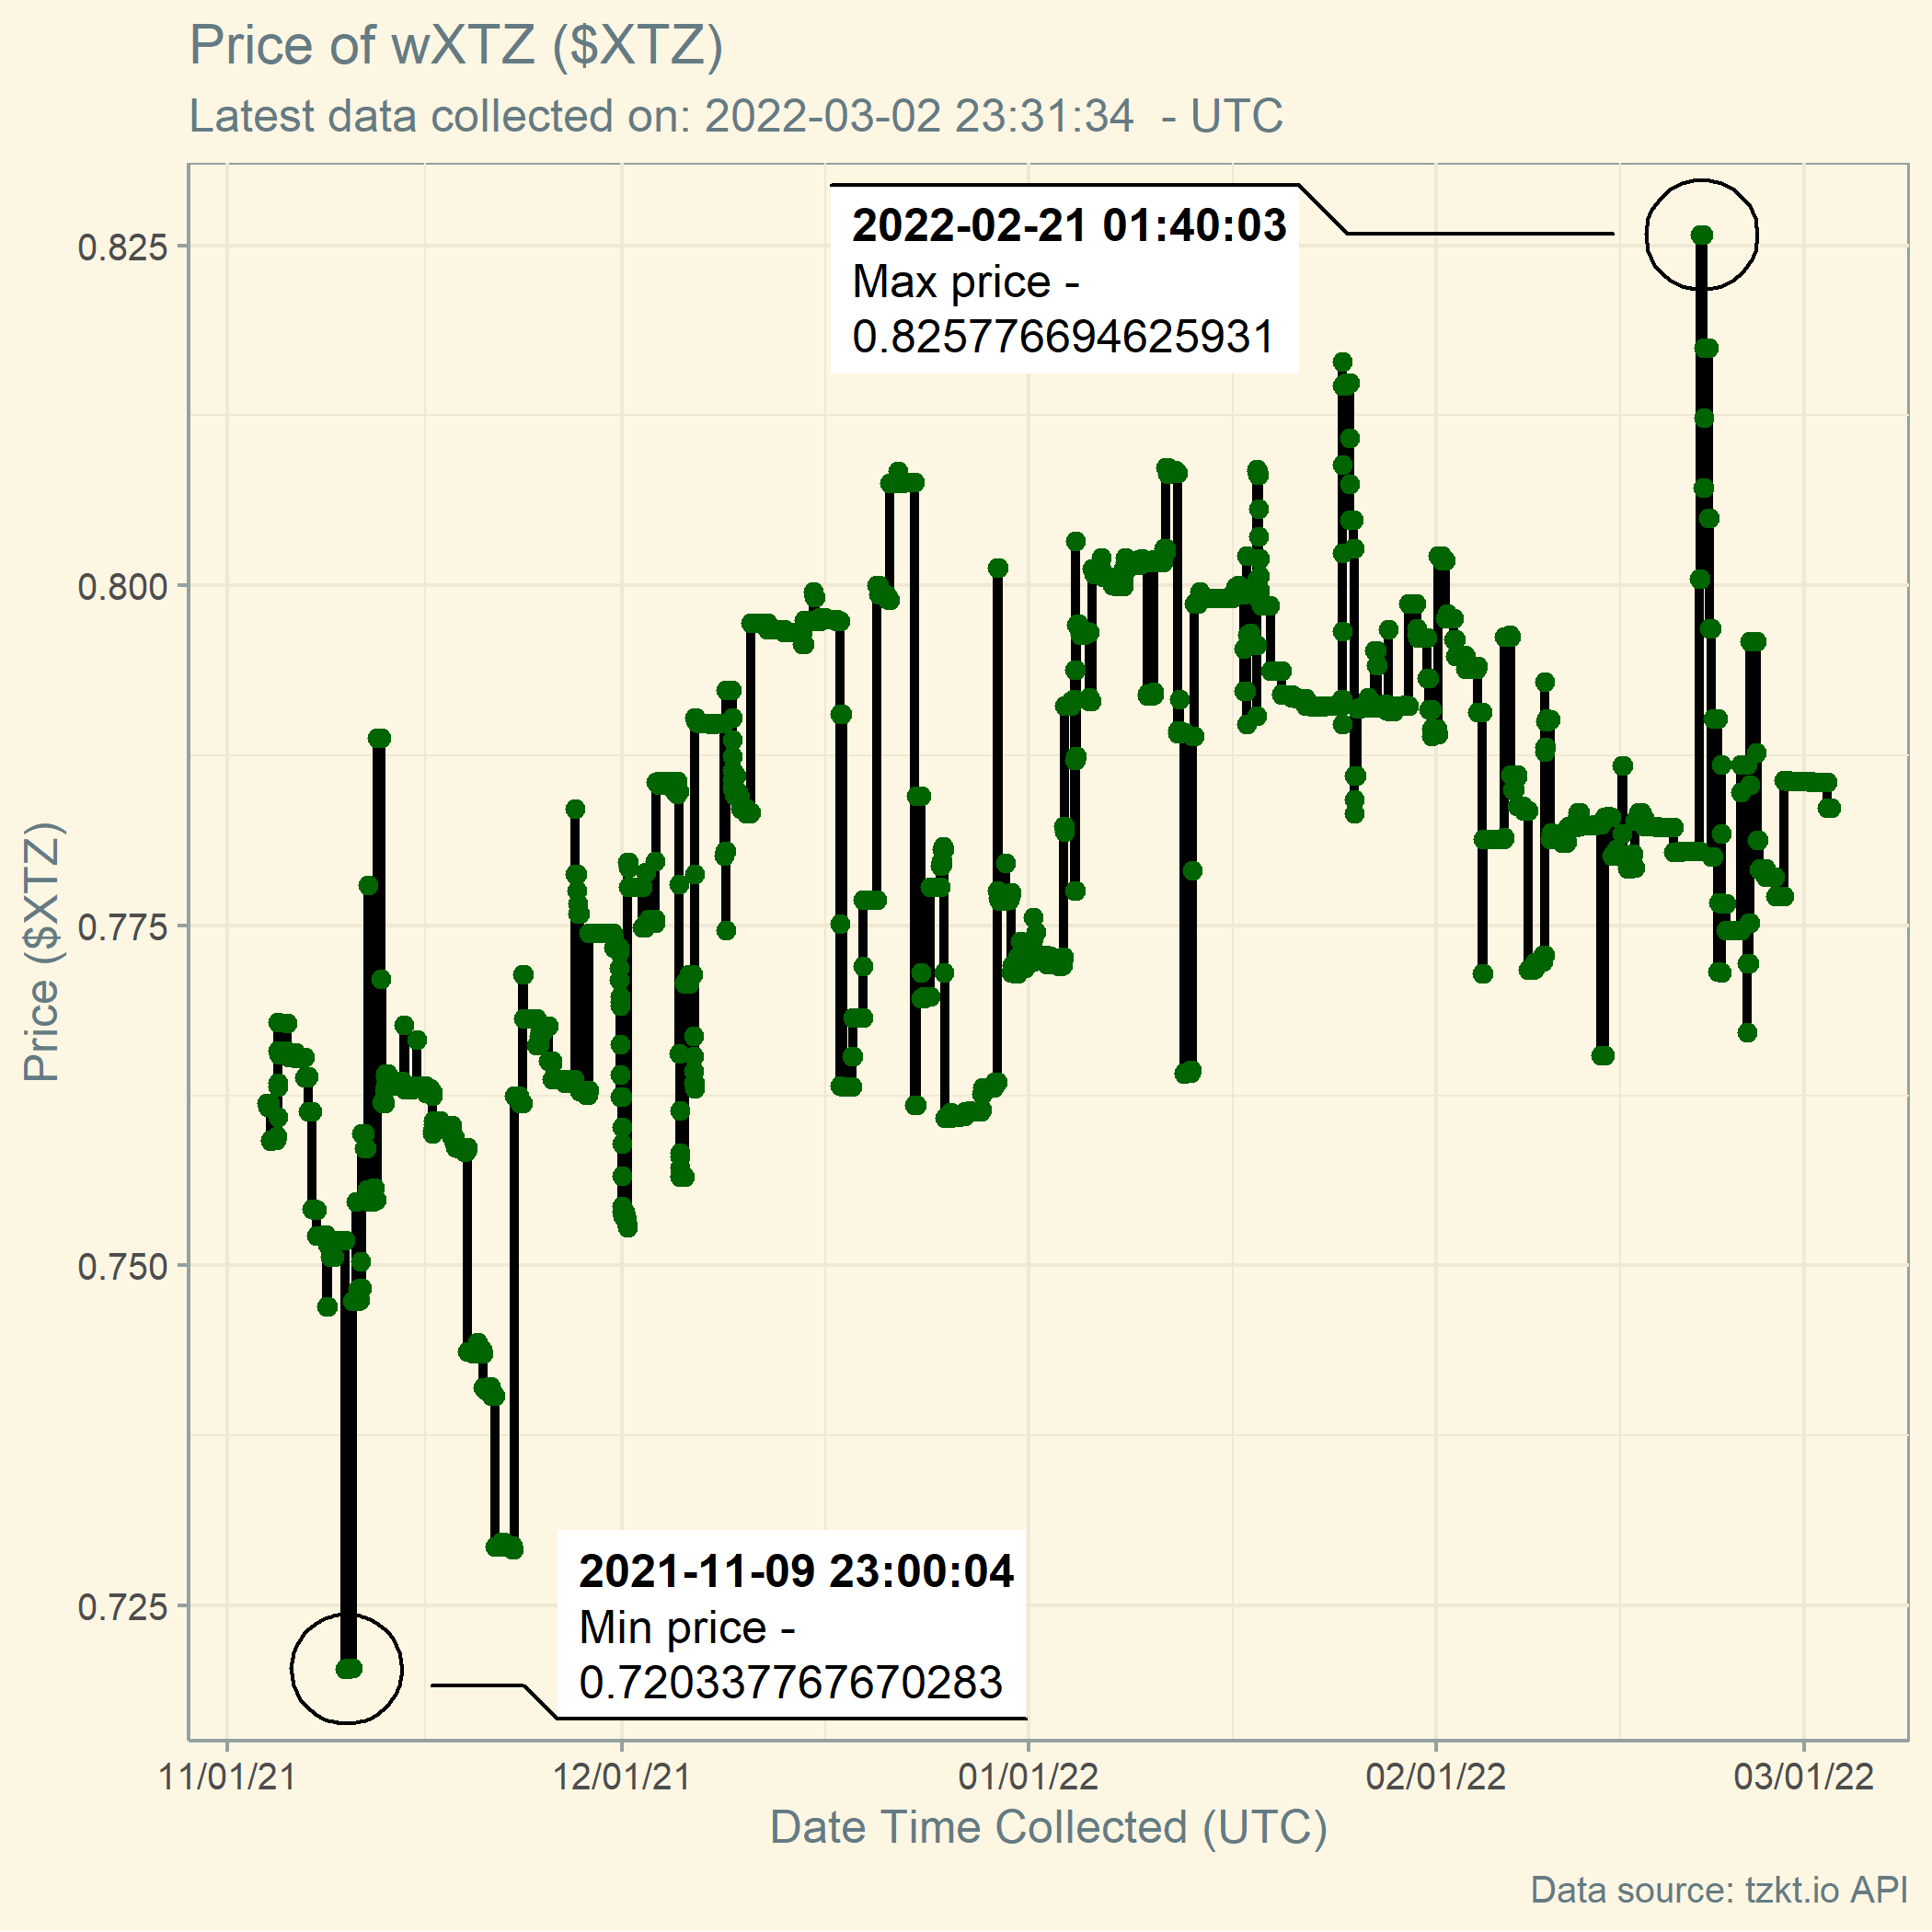 Price of wXTZ ($XTZ)
Latest data collected on: 2022-03-02 23:31:34  - UTC
2022-02-21 01:40:03
Max price -
0.825776694625931
0.825
0.800
0.775
0.750
0.725
Price ($XTZ)
2021-11-09 23:00:04
Min price -
0.720337767670283
11/01/21
12/01/21
01/01/22
02/01/22
03/01/22
Date Time Collected (UTC)
Data source: tzkt.io API